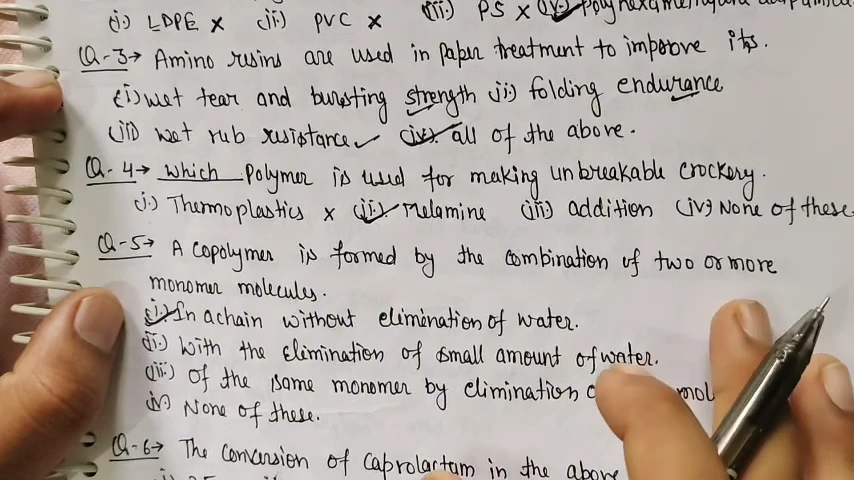 (i) LDPE × (ii) PVC × (iii) PS × (iv)
Q-3→ Amino resins are used in Paper treatment to improve its.
(i) wet tear and bursting strength (ii) folding endurance
(iii) wet rub resistance ✓ (iv) all of the above.
Q-4→ which Polymer is used for making unbreakable crockery.
(i) Thermoplastics × (ii) Melamine (iii) addition (iv) None of these.
Q-5→ A copolymer is formed by the combination of two or more
monomer molecules.
(i) In a chain without elimination of water.
(ii) with the elimination of small amount of water.
(iii) Of the same monomer by elimination mol
(iv) None of these.
Q-6→ The conversion of caprolactam in the above